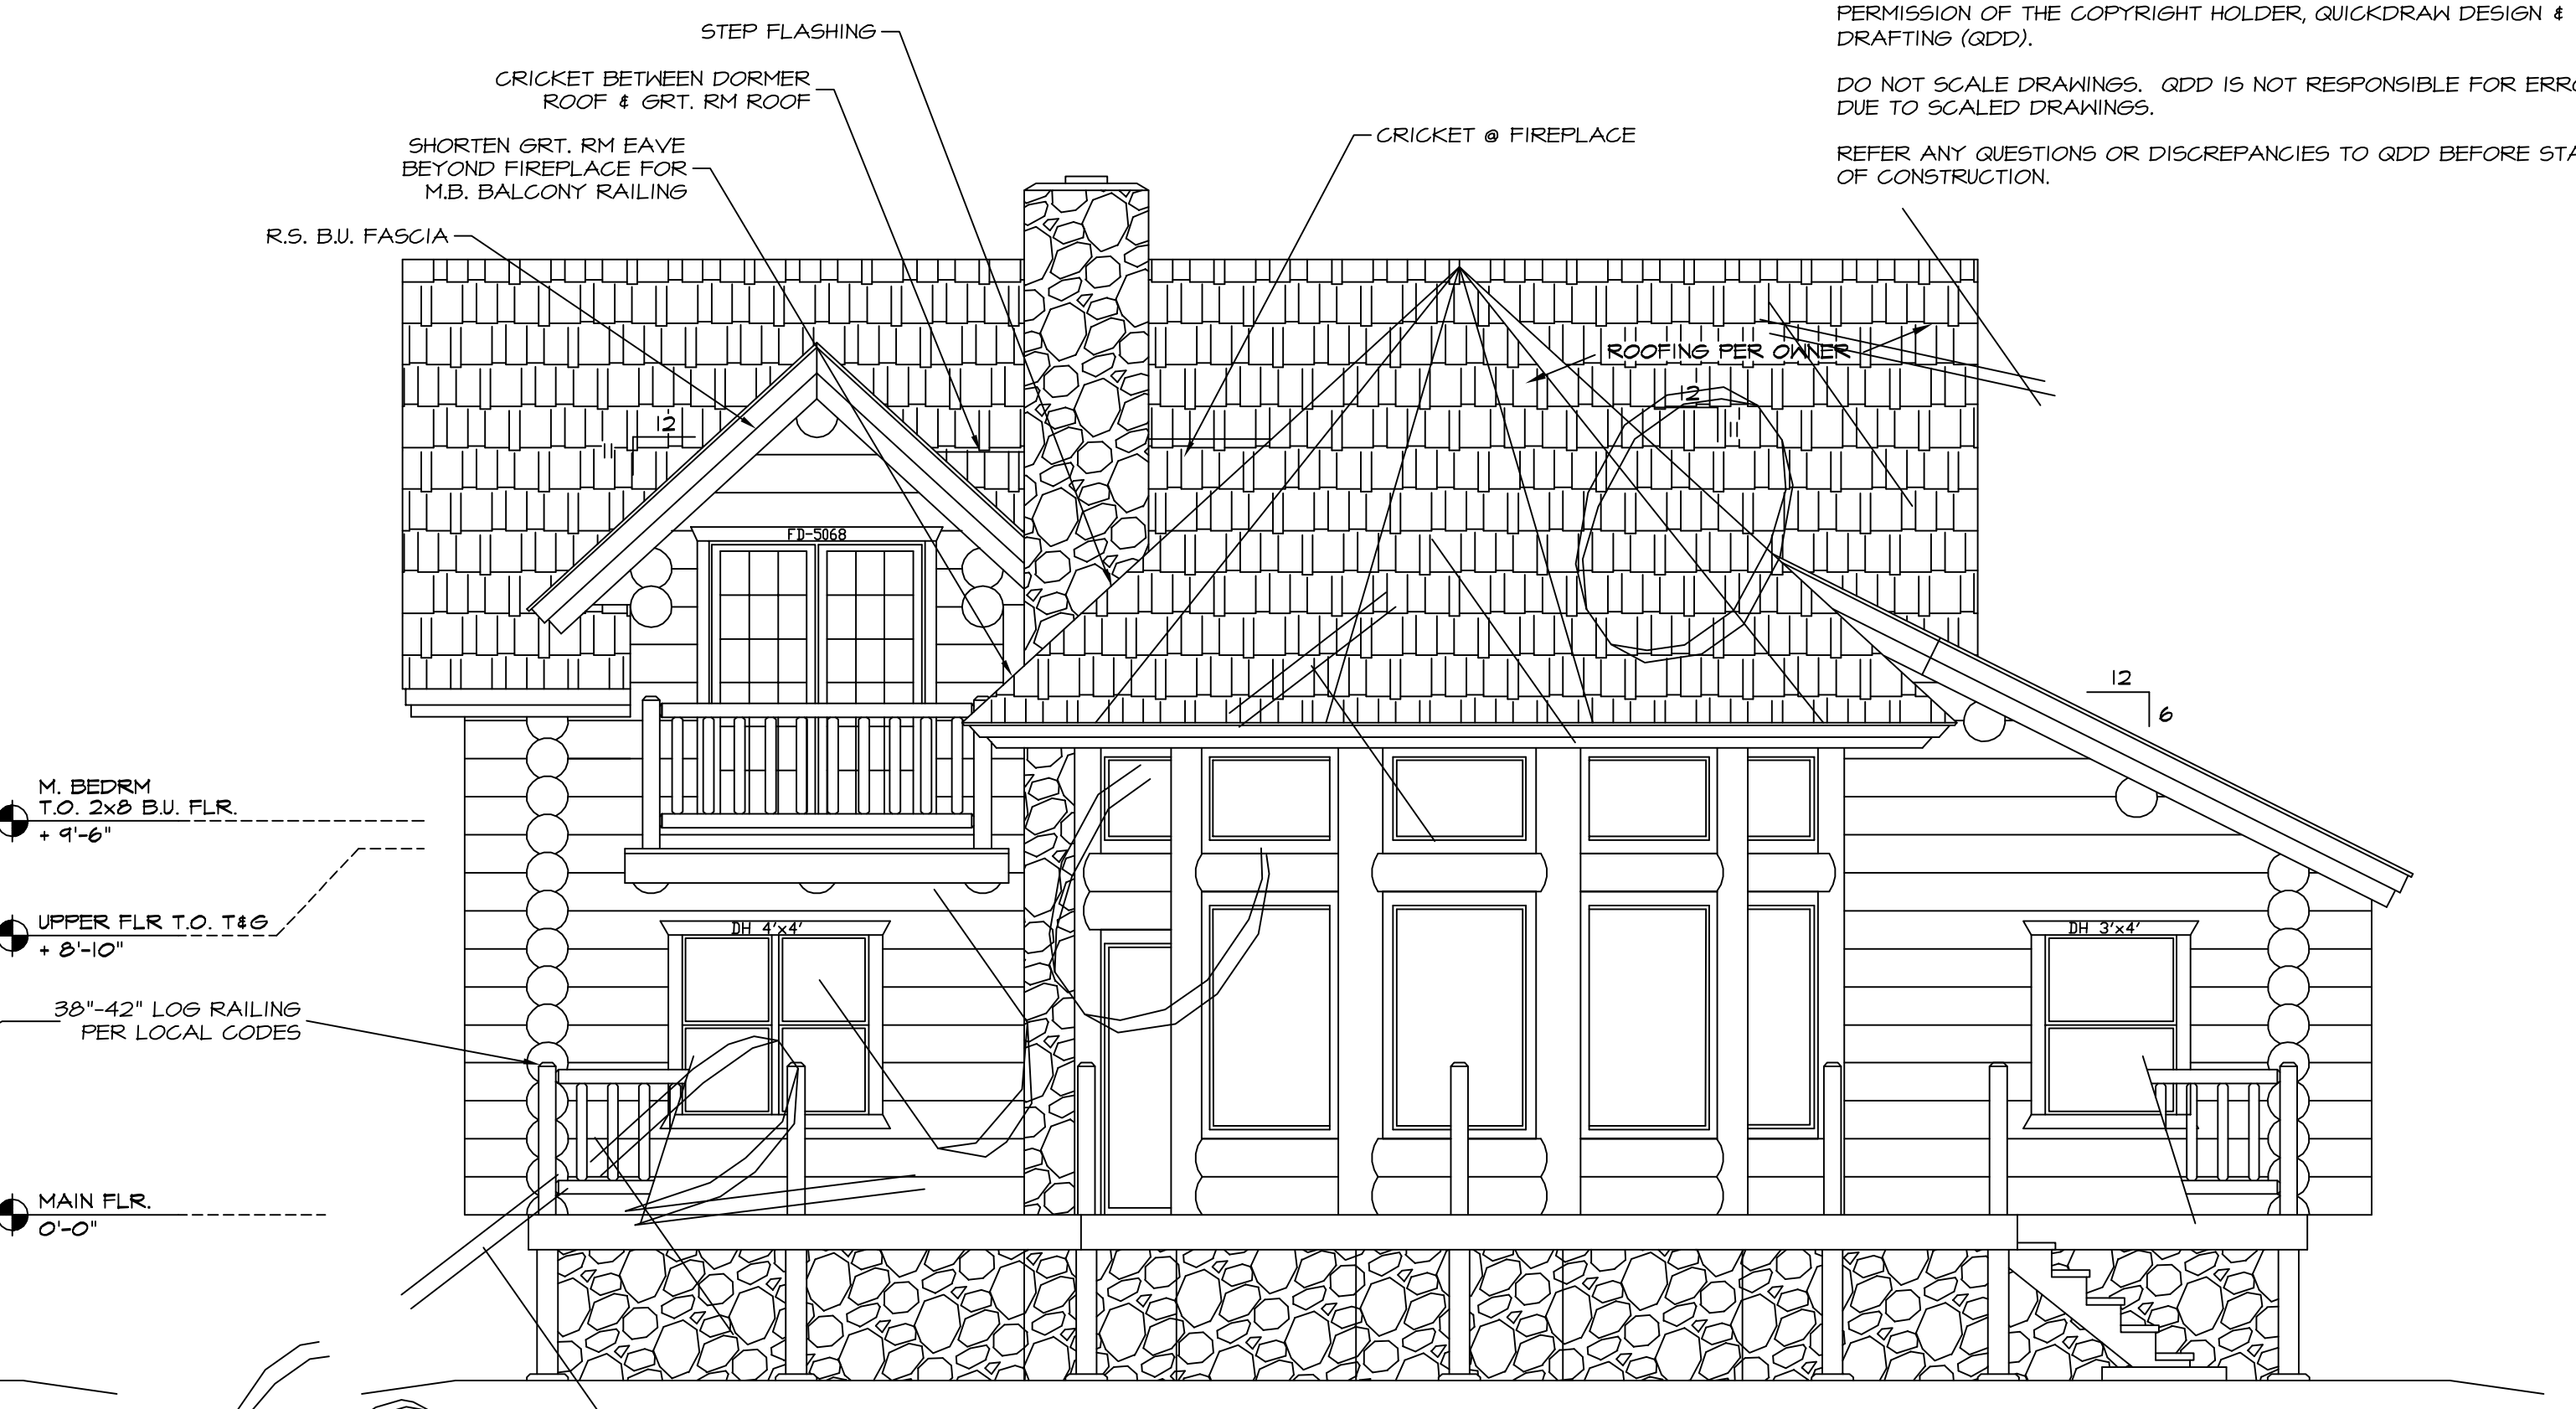 PERMISSION OF THE COPYRIGHT HOLDER, QUICKDRAW DESIGN &
DRAFTING (QDD).
DO NOT SCALE DRAWINGS. QDD IS NOT RESPONSIBLE FOR
DUE TO SCALED DRAWINGS.
REFER ANY QUESTIONS OR DISCREPANCIES TO QDD BEFORE
OF CONSTRUCTION.
STEP FLASHING
CRICKET BETWEEN DORMER
ROOF & GRT. RM ROOF
SHORTEN GRT. RM EAVE
BEYOND FIREPLACE FOR
M.B. BALCONY RAILING
R.S. B.U. FASCIA
CRICKET @ FIREPLACE
ROOFING PER OWNER
12
11
12
11
FD-5068
12
6
M. BEDRM
T.O. 2x8 B.U. FLR.
+ 9'-6"
UPPER FLR T.O. T&G
+ 8'-10"
DH 4'x4'
DH 3'x4'
38"-42" LOG RAILING
PER LOCAL CODES
MAIN FLR.
0'-0"